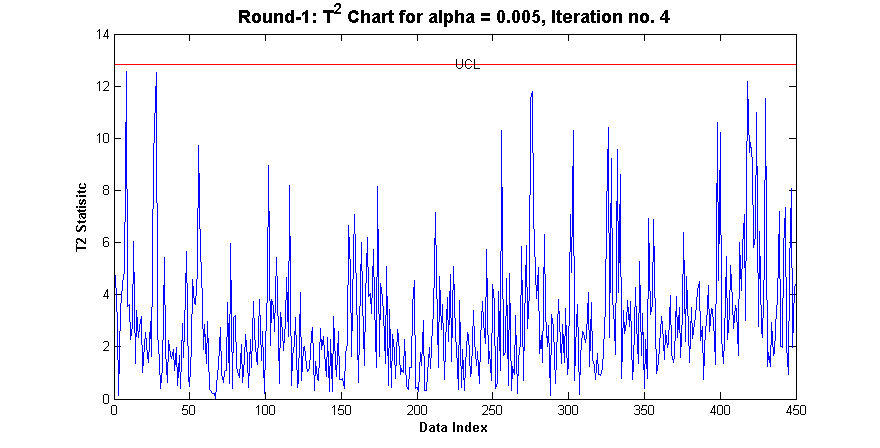 Round-1: T2 Chart for alpha = 0.005, Iteration no. 4
14
12
10
8
6
4
2
0
UCL
T2 Statisitc
0 50 100 150 200 250 300 350 400 450
Data Index